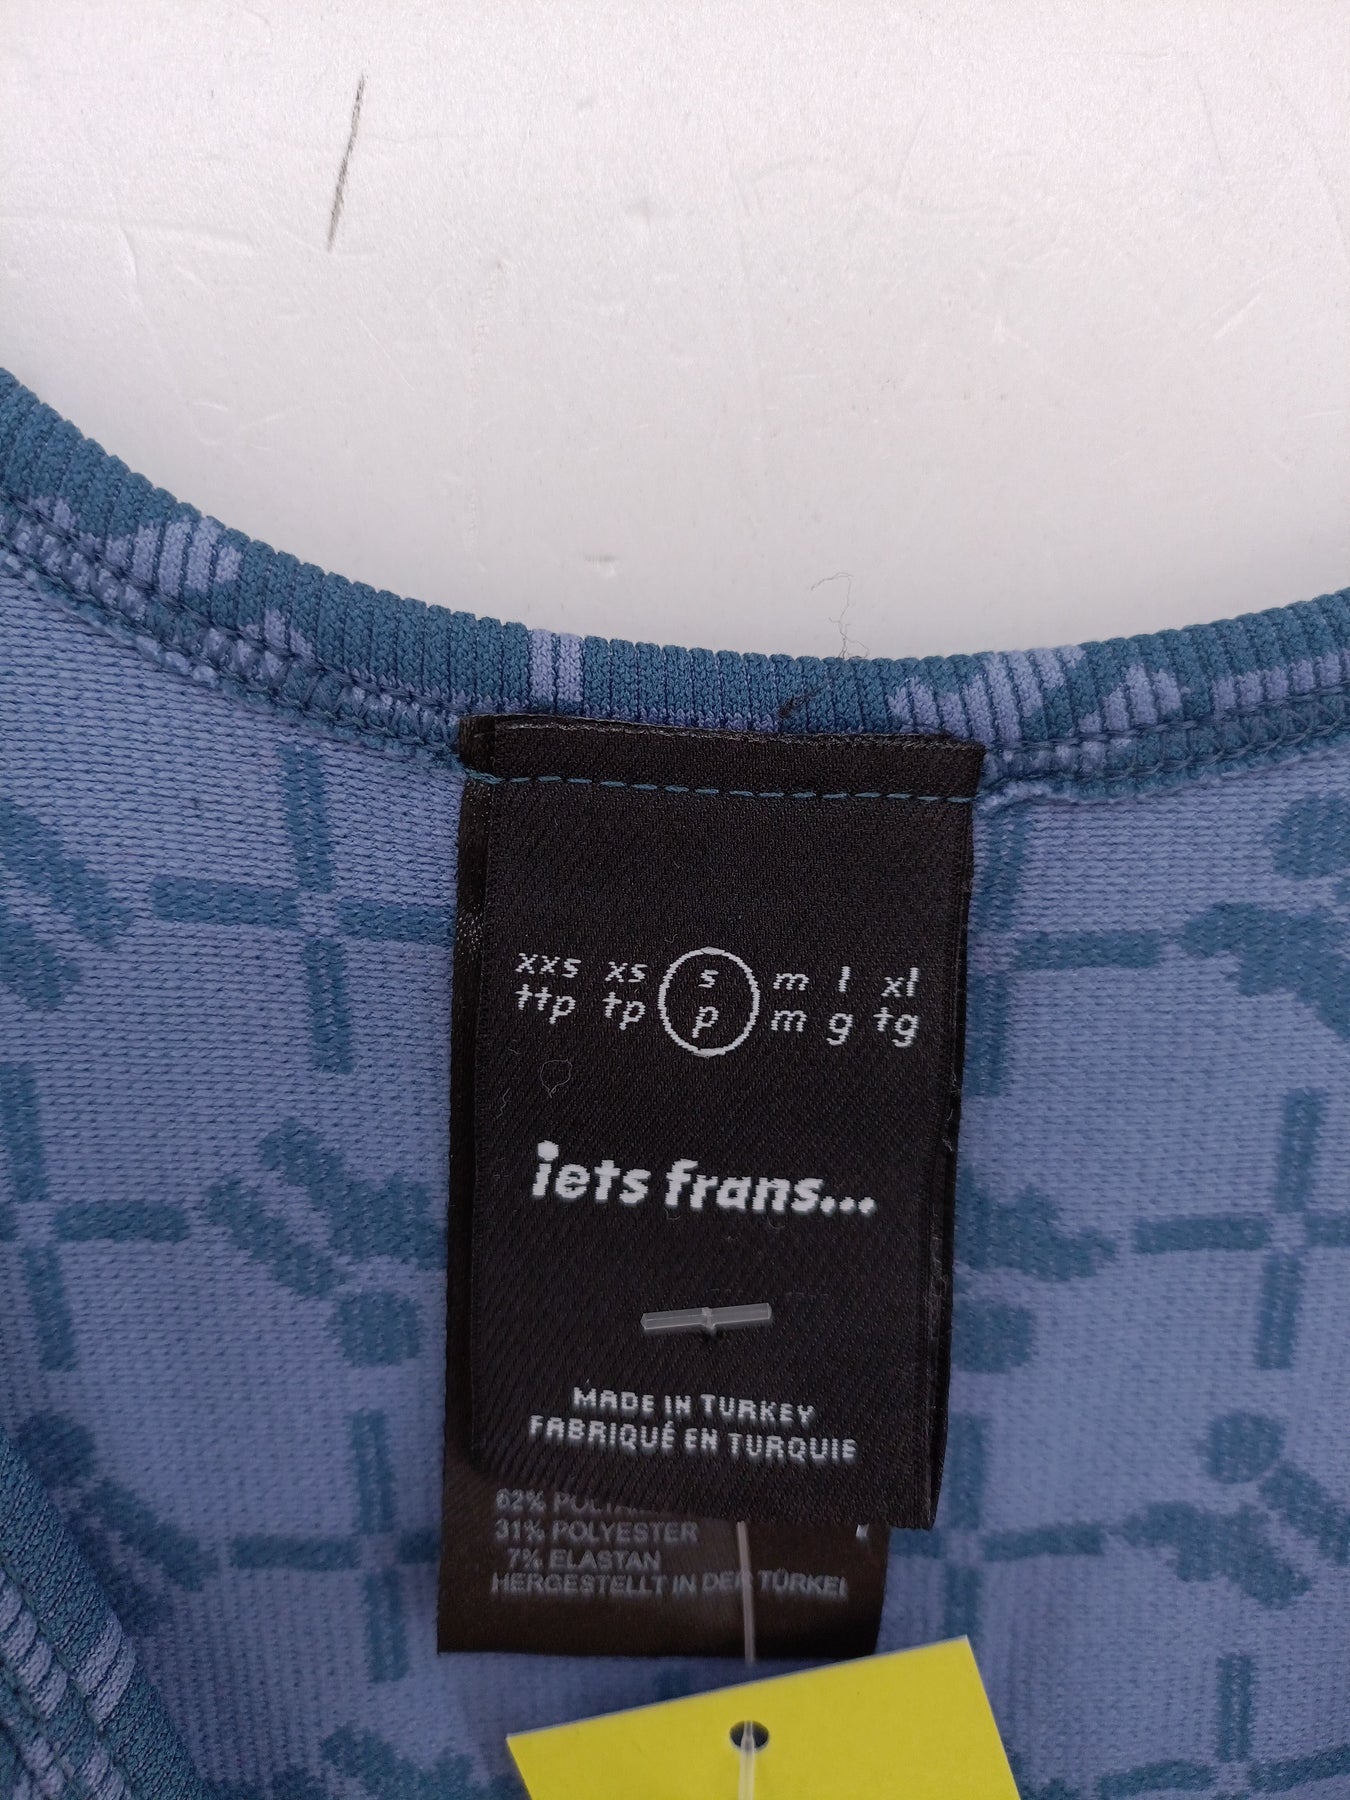 xxs xs s m l xl
ttp tp p m g tg
iets frans...
MADE IN TURKEY
FABRIQUÉ EN TURQUIE
62%
31% POLYESTER
7% ELASTAN
HERGESTELLT IN DER TÜRKEI